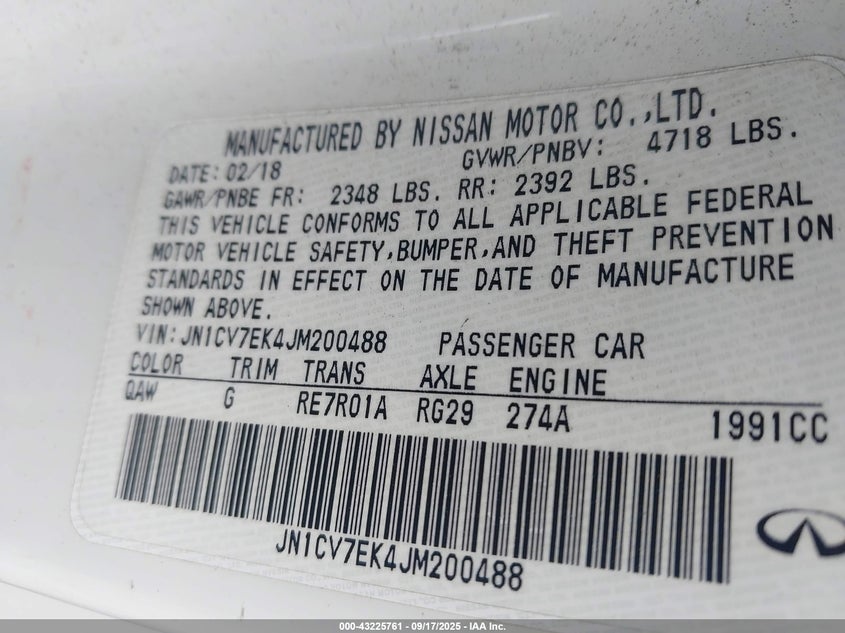 MANUFACTURED BY NISSAN MOTOR CO.,LTD.
DATE: 02/18 GVWR/PNBV: 4718 LBS.
GAWR/PNBE FR: 2348 LBS. RR: 2392 LBS.
THIS VEHICLE CONFORMS TO ALL APPLICABLE FEDERAL
MOTOR VEHICLE SAFETY,BUMPER,AND THEFT PREVENTION
STANDARDS IN EFFECT ON THE DATE OF MANUFACTURE
SHOWN ABOVE.
VIN:JN1CV7EK4JM200488 PASSENGER CAR
COLOR TRIM TRANS AXLE ENGINE
QAW G RE7R01A RG29 274A 1991CC
JN1CV7EK4JM200488
000-43225761 - 09/17/2025 - IAA Inc.